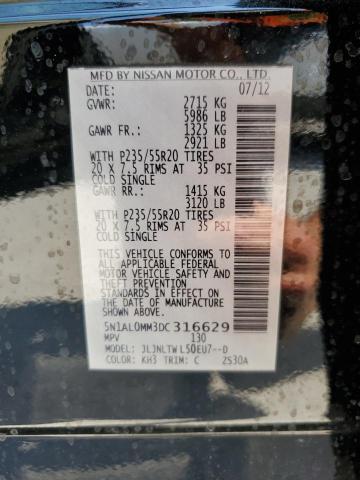 MFD BY NISSAN MOTOR CO., LTD.
DATE: 07/12
GVWR: 2715 KG
5986 LB
GAWR FR.: 1325 KG
2921 LB
WITH P235/55R20 TIRES
20 X 7.5 RIMS AT 35 PSI
COLD SINGLE
GAWR RR.: 1415 KG
3120 LB
WITH P235/55R20 TIRES
20 X 7.5 RIMS AT 35 PSI
COLD SINGLE
THIS VEHICLE CONFORMS TO
ALL APPLICABLE FEDERAL
MOTOR VEHICLE SAFETY AND
THEFT PREVENTION
STANDARDS IN EFFECT ON
THE DATE OF MANUFACTURE
SHOWN ABOVE.
5N1AL0MM3DC316629
MPV 130
MODEL: JLJNLTW L50EU7--D
COLOR: KH3 TRIM: C ZS30A